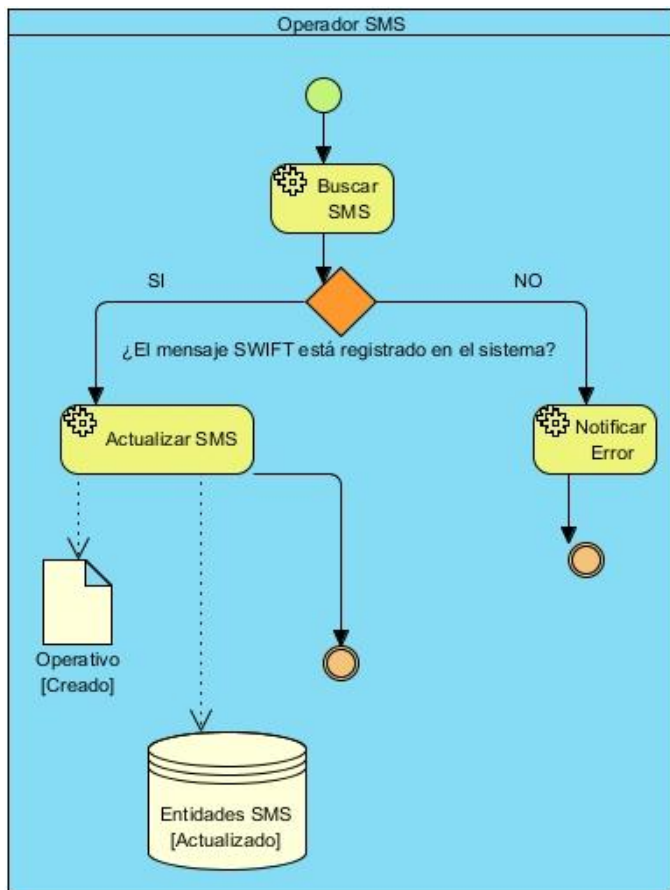 Operador SMS
Buscar
SMS
SI
NO
¿El mensaje SWIFT está registrado en el sistema?
Actualizar SMS
Notificar
Error
Operativo
[Creado]
Entidades SMS
[Actualizado]